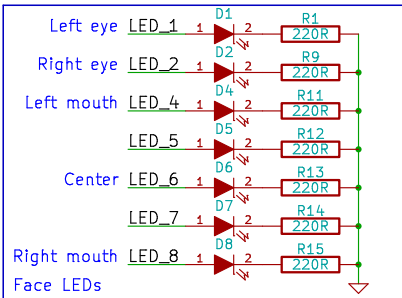 D1 R1
Left eye LED_1 1 2 220R
D2 R9
Right eye LED_2 1 2 220R
D4 R11
Left mouth LED_4 1 2 220R
D5 R12
LED_5 1 2 220R
D6 R13
Center LED_6 1 2 220R
D7 R14
LED_7 1 2 220R
D8 R15
Right mouth LED_8 1 2 220R
Face LEDs